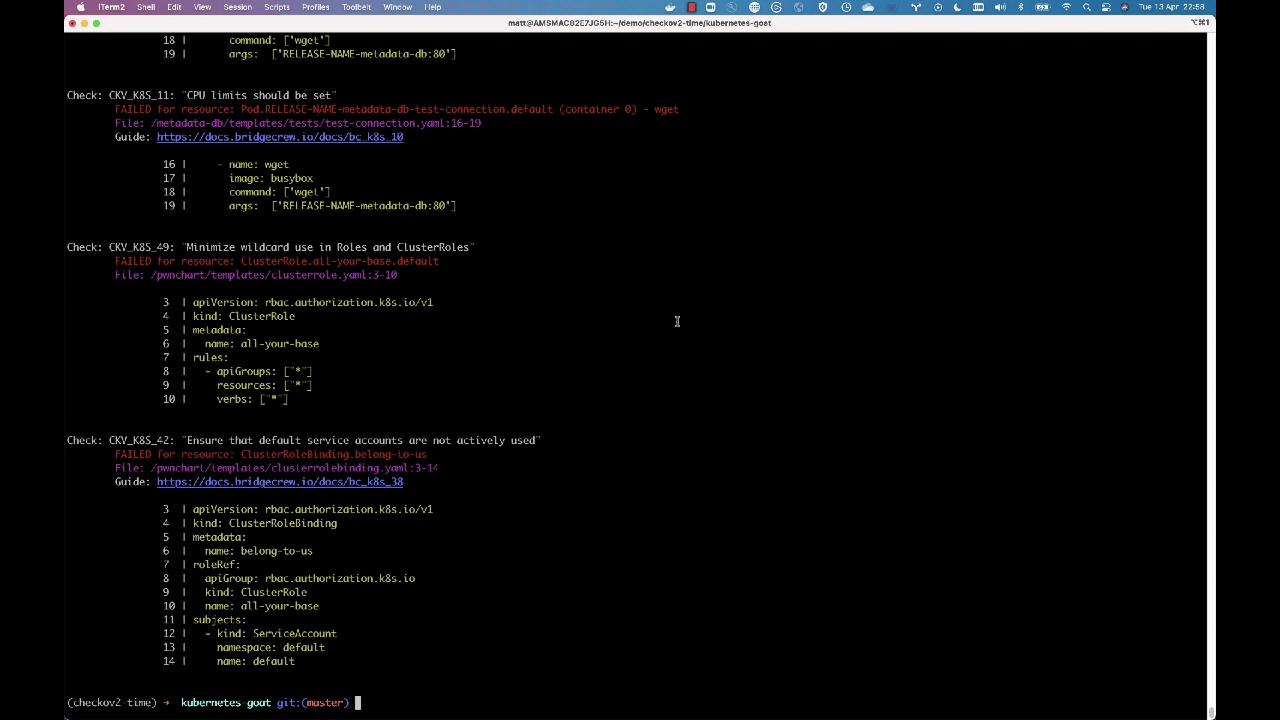 iTerm2 Shell Edit View Session Scripts Profiles Toolbelt Window Help Tue 13 Apr 22:58
matt@AMSMAC82E7JG5H:~/demo/checkov2-time/kubernetes-goat ⌥⌘1
18 | command: ['wget']
19 | args: ['RELEASE-NAME-metadata-db:80']
Check: CKV_K8S_11: "CPU limits should be set"
FAILED for resource: Pod.RELEASE-NAME-metadata-db-test-connection.default (container 0) - wget
File: /metadata-db/templates/tests/test-connection.yaml:16-19
Guide: https://docs.bridgecrew.io/docs/bc_k8s_10
16 | - name: wget
17 | image: busybox
18 | command: ['wget']
19 | args: ['RELEASE-NAME-metadata-db:80']
Check: CKV_K8S_49: "Minimize wildcard use in Roles and ClusterRoles"
FAILED for resource: ClusterRole.all-your-base.default
File: /pwnchart/templates/clusterrole.yaml:3-10
3 | apiVersion: rbac.authorization.k8s.io/v1
4 | kind: ClusterRole
5 | metadata:
6 | name: all-your-base
7 | rules:
8 | - apiGroups: ["*"]
9 | resources: ["*"]
10 | verbs: ["*"]
Check: CKV_K8S_42: "Ensure that default service accounts are not actively used"
FAILED for resource: ClusterRoleBinding.belong-to-us
File: /pwnchart/templates/clusterrolebinding.yaml:3-14
Guide: https://docs.bridgecrew.io/docs/bc_k8s_38
3 | apiVersion: rbac.authorization.k8s.io/v1
4 | kind: ClusterRoleBinding
5 | metadata:
6 | name: belong-to-us
7 | roleRef:
8 | apiGroup: rbac.authorization.k8s.io
9 | kind: ClusterRole
10 | name: all-your-base
11 | subjects:
12 | - kind: ServiceAccount
13 | namespace: default
14 | name: default
(checkov2-time) → kubernetes goat git:(master)